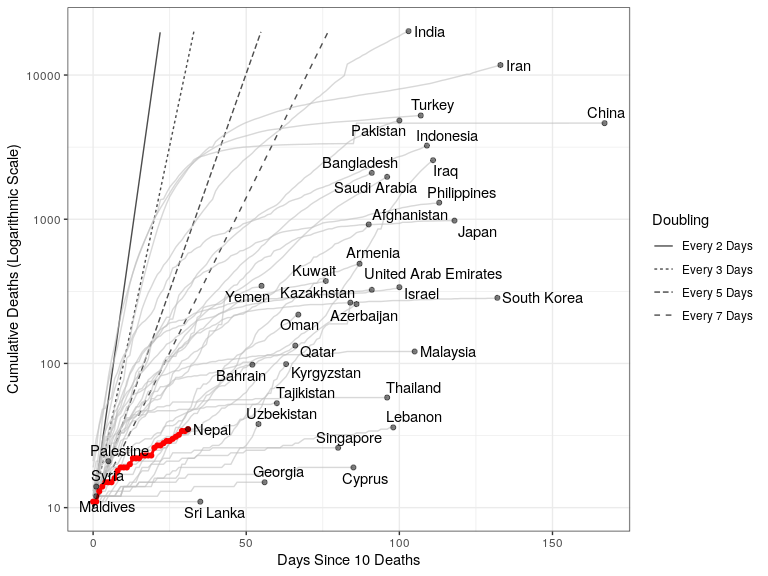 India
Iran
Turkey
China
Pakistan
Indonesia
Bangladesh
Iraq
Saudi Arabia
Philippines
Afghanistan
Japan
Armenia
Kuwait
United Arab Emirates
Yemen
Kazakhstan
Israel
South Korea
Azerbaijan
Oman
Qatar
Malaysia
Bahrain
Kyrgyzstan
Tajikistan
Thailand
Uzbekistan
Lebanon
Nepal
Singapore
Palestine
Syria
Georgia
Cyprus
Maldives
Sri Lanka
10000
1000
100
10
0
50
100
150
Days Since 10 Deaths
Cumulative Deaths (Logarithmic Scale)
Doubling
Every 2 Days
Every 3 Days
Every 5 Days
Every 7 Days